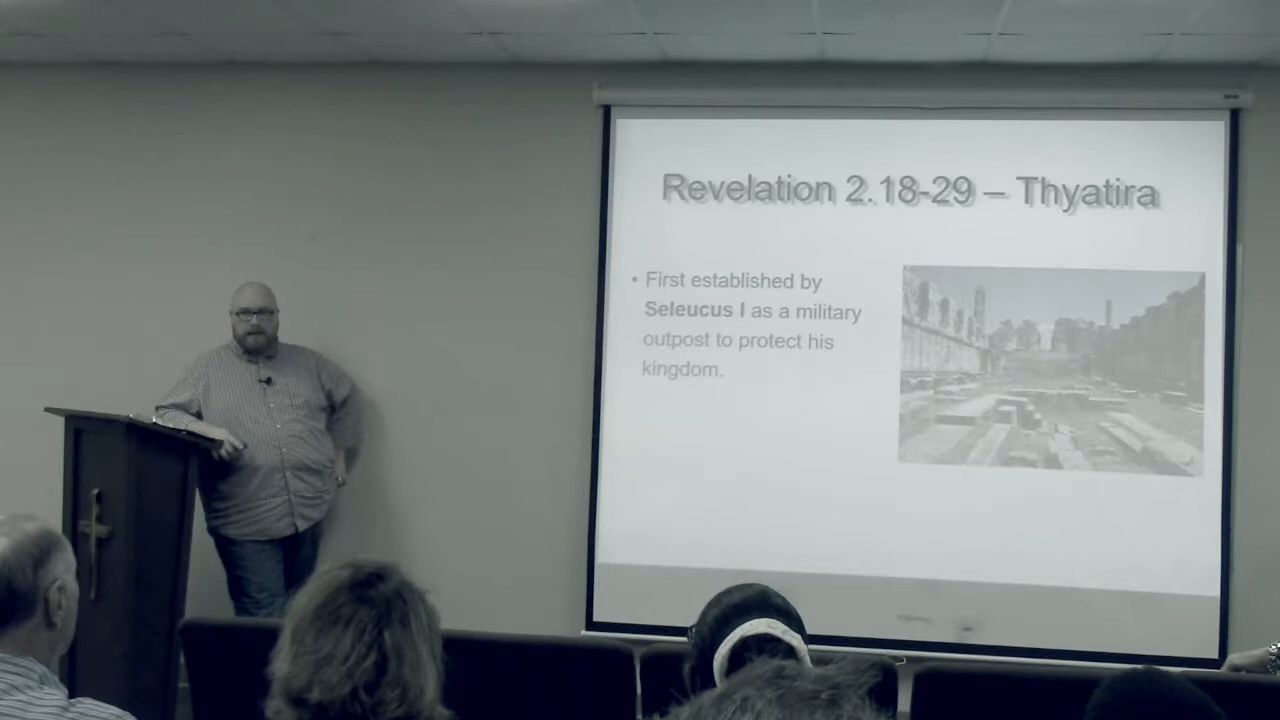 Revelation 2.18-29 – Thyatira
• First established by
Seleucus I as a military
outpost to protect his
kingdom.